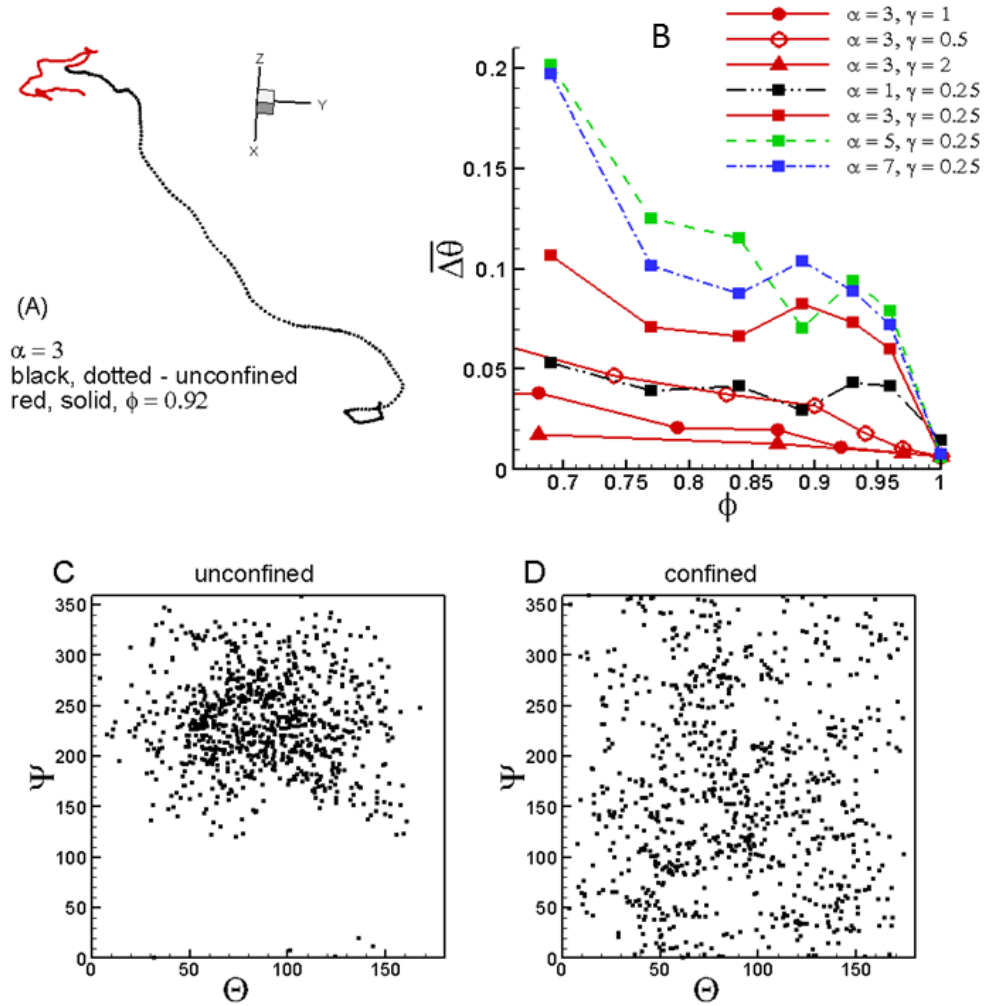 Z
Y
X
(A)
α = 3
black, dotted - unconfined
red, solid, ϕ = 0.92
B
α = 3, γ = 1
α = 3, γ = 0.5
α = 3, γ = 2
α = 1, γ = 0.25
α = 3, γ = 0.25
α = 5, γ = 0.25
α = 7, γ = 0.25
0.2
0.15
0.1
0.05
0
Δθ
0.7 0.75 0.8 0.85 0.9 0.95 1
ϕ
C unconfined
350
300
250
200
150
100
50
0
Ψ
0 50 100 150
Θ
D confined
350
300
250
200
150
100
50
0
Ψ
0 50 100 150
Θ